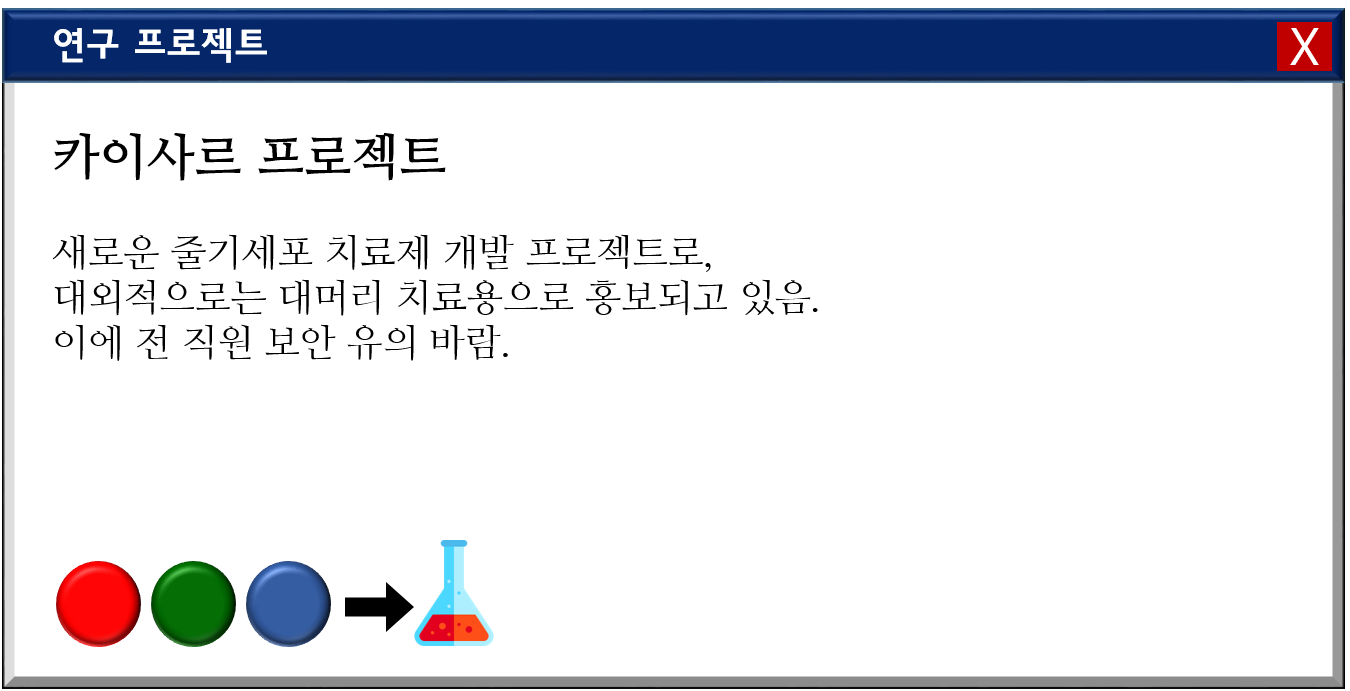 연구 프로젝트
X
카이사르 프로젝트
새로운 줄기세포 치료제 개발 프로젝트로,
대외적으로는 대머리 치료용으로 홍보되고 있음.
이에 전 직원 보안 유의 바람.